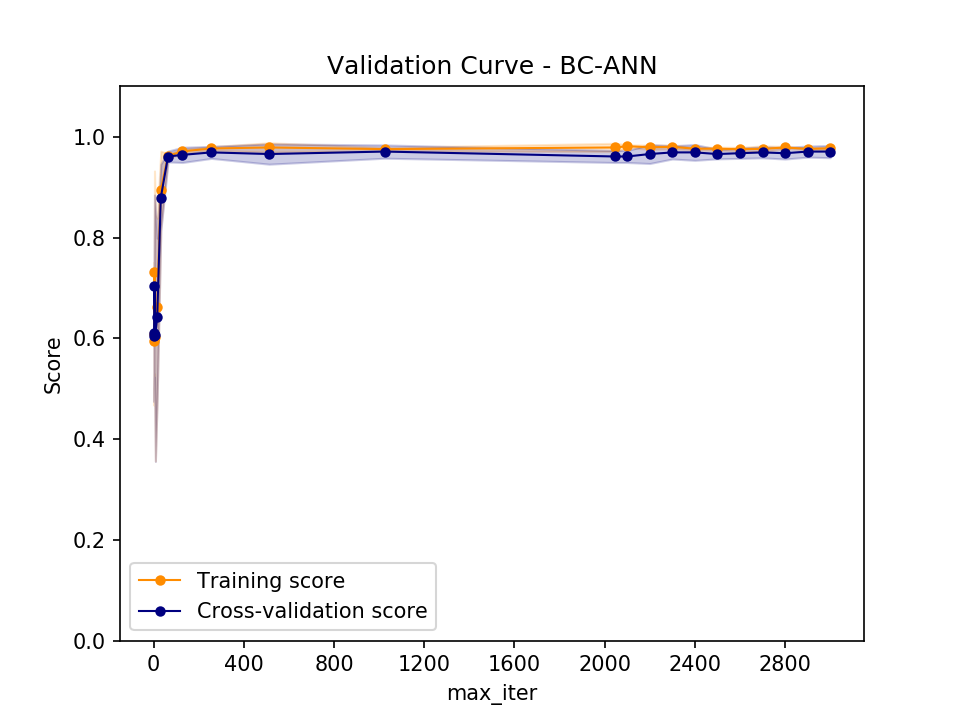 Validation Curve - BC-ANN
1.0
0.8
0.6
0.4
0.2
0.0
Score
Training score
Cross-validation score
0 400 800 1200 1600 2000 2400 2800
max_iter